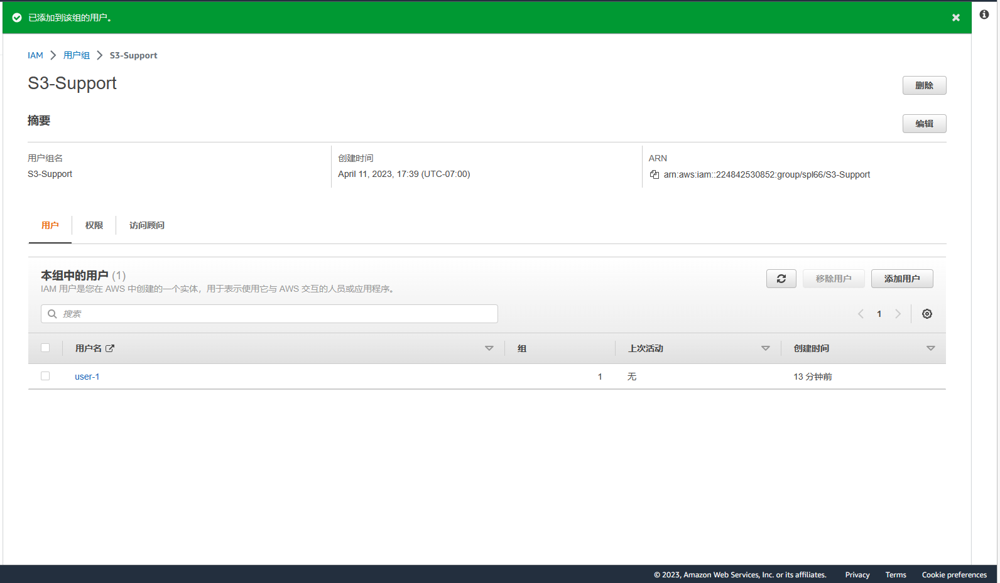 已添加到该组的用户。
IAM 用户组 S3-Support
S3-Support
删除
摘要
编辑
用户组名 创建时间 ARN
S3-Support April 11, 2023, 17:39 (UTC-07:00) arn:aws:iam::224842530852:group/spl66/S3-Support
用户 权限 访问顾问
本组中的用户 (1)
IAM 用户是您在 AWS 中创建的一个实体，用于表示使用它与 AWS 交互的人员或应用程序。
移除用户 添加用户
搜索 1
用户名 组 上次活动 创建时间
user-1 1 无 13 分钟前
© 2023, Amazon Web Services, Inc. or its affiliates. Privacy Terms Cookie preferences